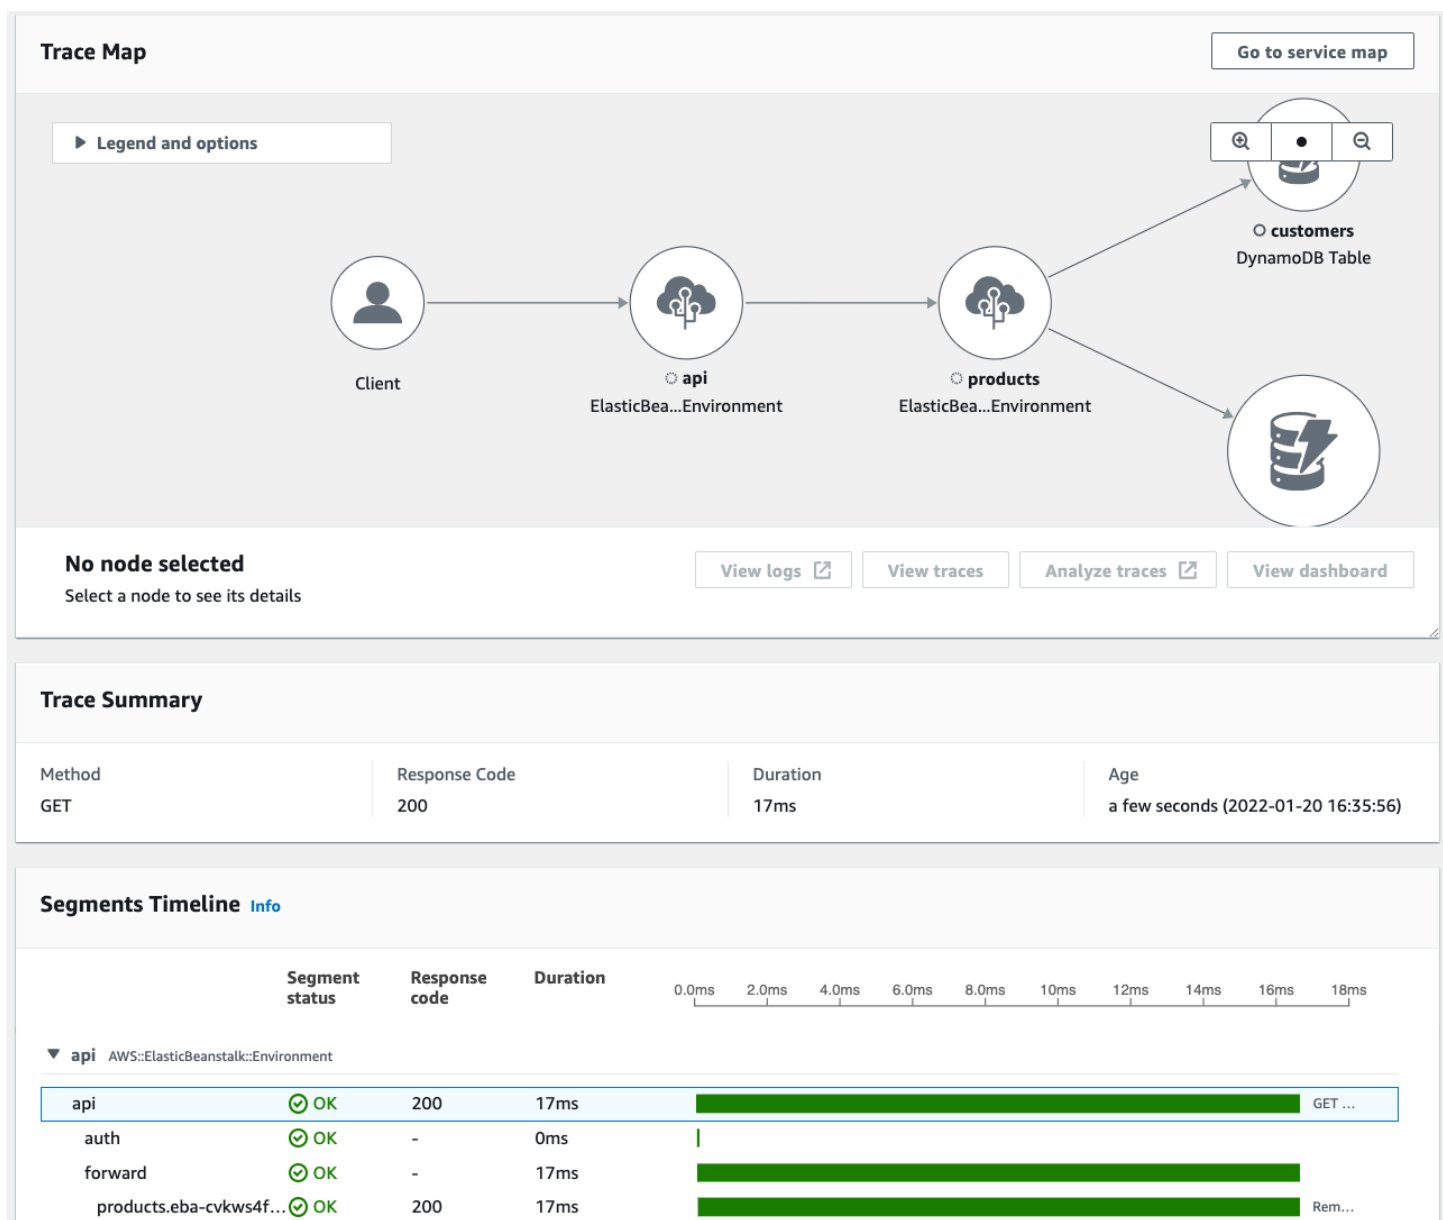 Trace Map
Go to service map
Legend and options
customers
DynamoDB Table
Client
api
ElasticBea...Environment
products
ElasticBea...Environment
No node selected
Select a node to see its details
View logs
View traces
Analyze traces
View dashboard
Trace Summary
Method
GET
Response Code
200
Duration
17ms
Age
a few seconds (2022-01-20 16:35:56)
Segments Timeline Info
Segment status
Response code
Duration
0.0ms 2.0ms 4.0ms 6.0ms 8.0ms 10ms 12ms 14ms 16ms 18ms
api AWS::ElasticBeanstalk::Environment
api OK 200 17ms GET ...
auth OK - 0ms
forward OK - 17ms
products.eba-cvkws4f... OK 200 17ms Rem...